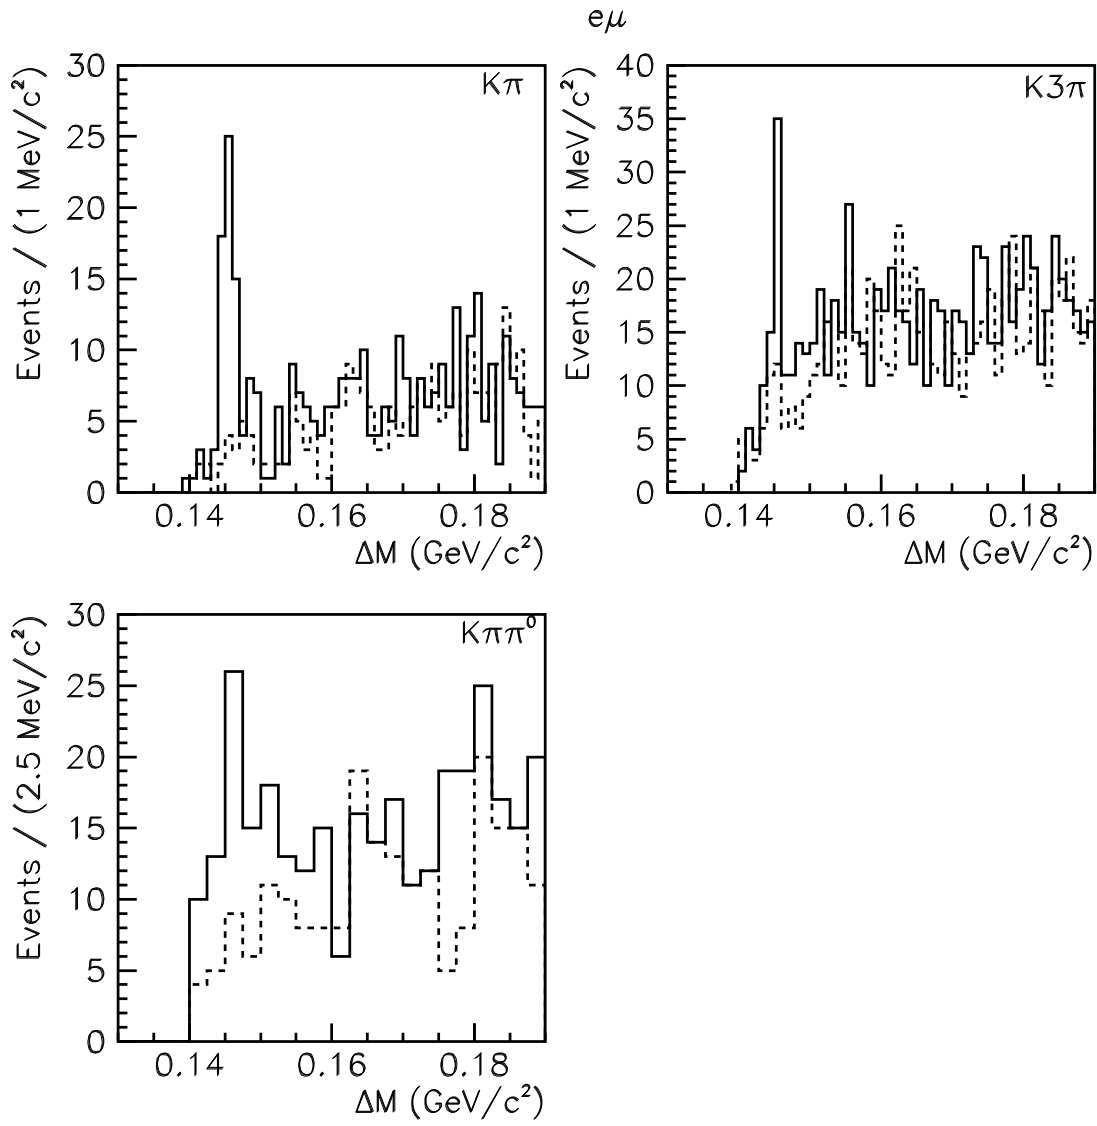 eμ
Kπ
Events / (1 MeV/c²)
30
25
20
15
10
5
0
0.14 0.16 0.18
ΔM (GeV/c²)
K3π
Events / (1 MeV/c²)
40
35
30
25
20
15
10
5
0
0.14 0.16 0.18
ΔM (GeV/c²)
Kππ⁰
Events / (2.5 MeV/c²)
30
25
20
15
10
5
0
0.14 0.16 0.18
ΔM (GeV/c²)